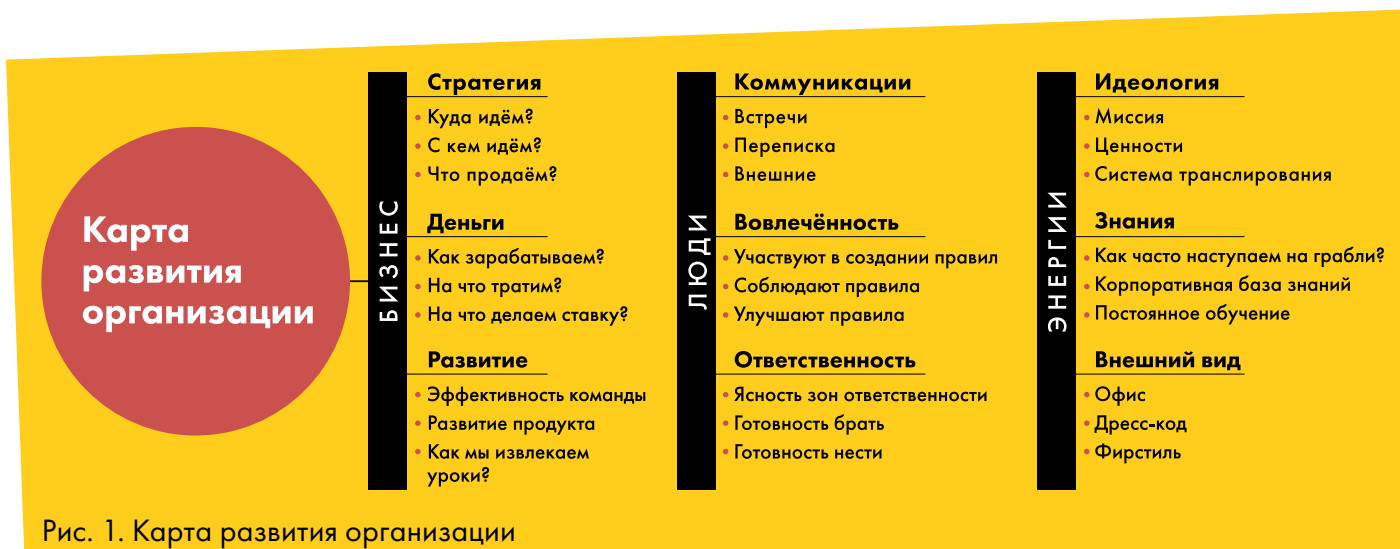 Карта
развития
организации
БИЗНЕС
Стратегия
Куда идём?
С кем идём?
Что продаём?
Деньги
Как зарабатываем?
На что тратим?
На что делаем ставку?
Развитие
Эффективность команды
Развитие продукта
Как мы извлекаем
уроки?
ЛЮДИ
Коммуникации
Встречи
Переписка
Внешние
Вовлечённость
Участвуют в создании правил
Соблюдают правила
Улучшают правила
Ответственность
Ясность зон ответственности
Готовность брать
Готовность нести
ЭНЕРГИИ
Идеология
Миссия
Ценности
Система транслирования
Знания
Как часто наступаем на грабли?
Корпоративная база знаний
Постоянное обучение
Внешний вид
Офис
Дресс-код
Фирстиль
Рис. 1. Карта развития организации